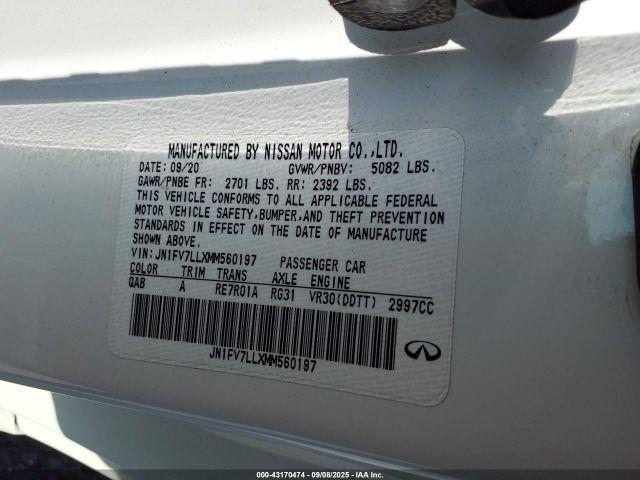 MANUFACTURED BY NISSAN MOTOR CO.,LTD.
DATE: 09/20 GVWR/PNBV: 5082 LBS.
GAWR/PNBE FR: 2701 LBS. RR: 2392 LBS.
THIS VEHICLE CONFORMS TO ALL APPLICABLE FEDERAL
MOTOR VEHICLE SAFETY,BUMPER,AND THEFT PREVENTION
STANDARDS IN EFFECT ON THE DATE OF MANUFACTURE
SHOWN ABOVE.
VIN:JN1FV7LLXMM560197 PASSENGER CAR
COLOR TRIM TRANS AXLE ENGINE
QAB A RE7R01A RG31 VR30(DDTT) 2997CC
JN1FV7LLXMM560197
000-43170474 | 09/08/2025 | Copyright © IAA Inc.